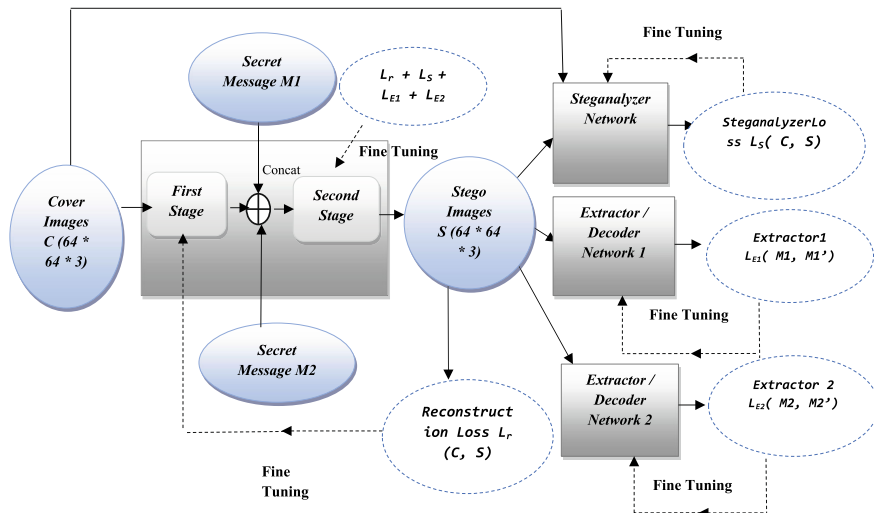 Fine Tuning
Secret
Message M1
Lr + LS +
LE1 + LE2
Steganalyzer
Network
SteganalyzerLo
ss LS( C, S)
Fine Tuning
Concat
First
Stage
Second
Stage
Cover
Images
C (64 *
64 * 3)
Stego
Images
S (64 * 64
* 3)
Extractor /
Decoder
Network 1
Extractor1
LE1( M1, M1’)
Fine Tuning
Secret
Message M2
Extractor /
Decoder
Network 2
Extractor 2
LE2( M2, M2’)
Reconstruct
ion Loss Lr
(C, S)
Fine
Tuning
Fine Tuning